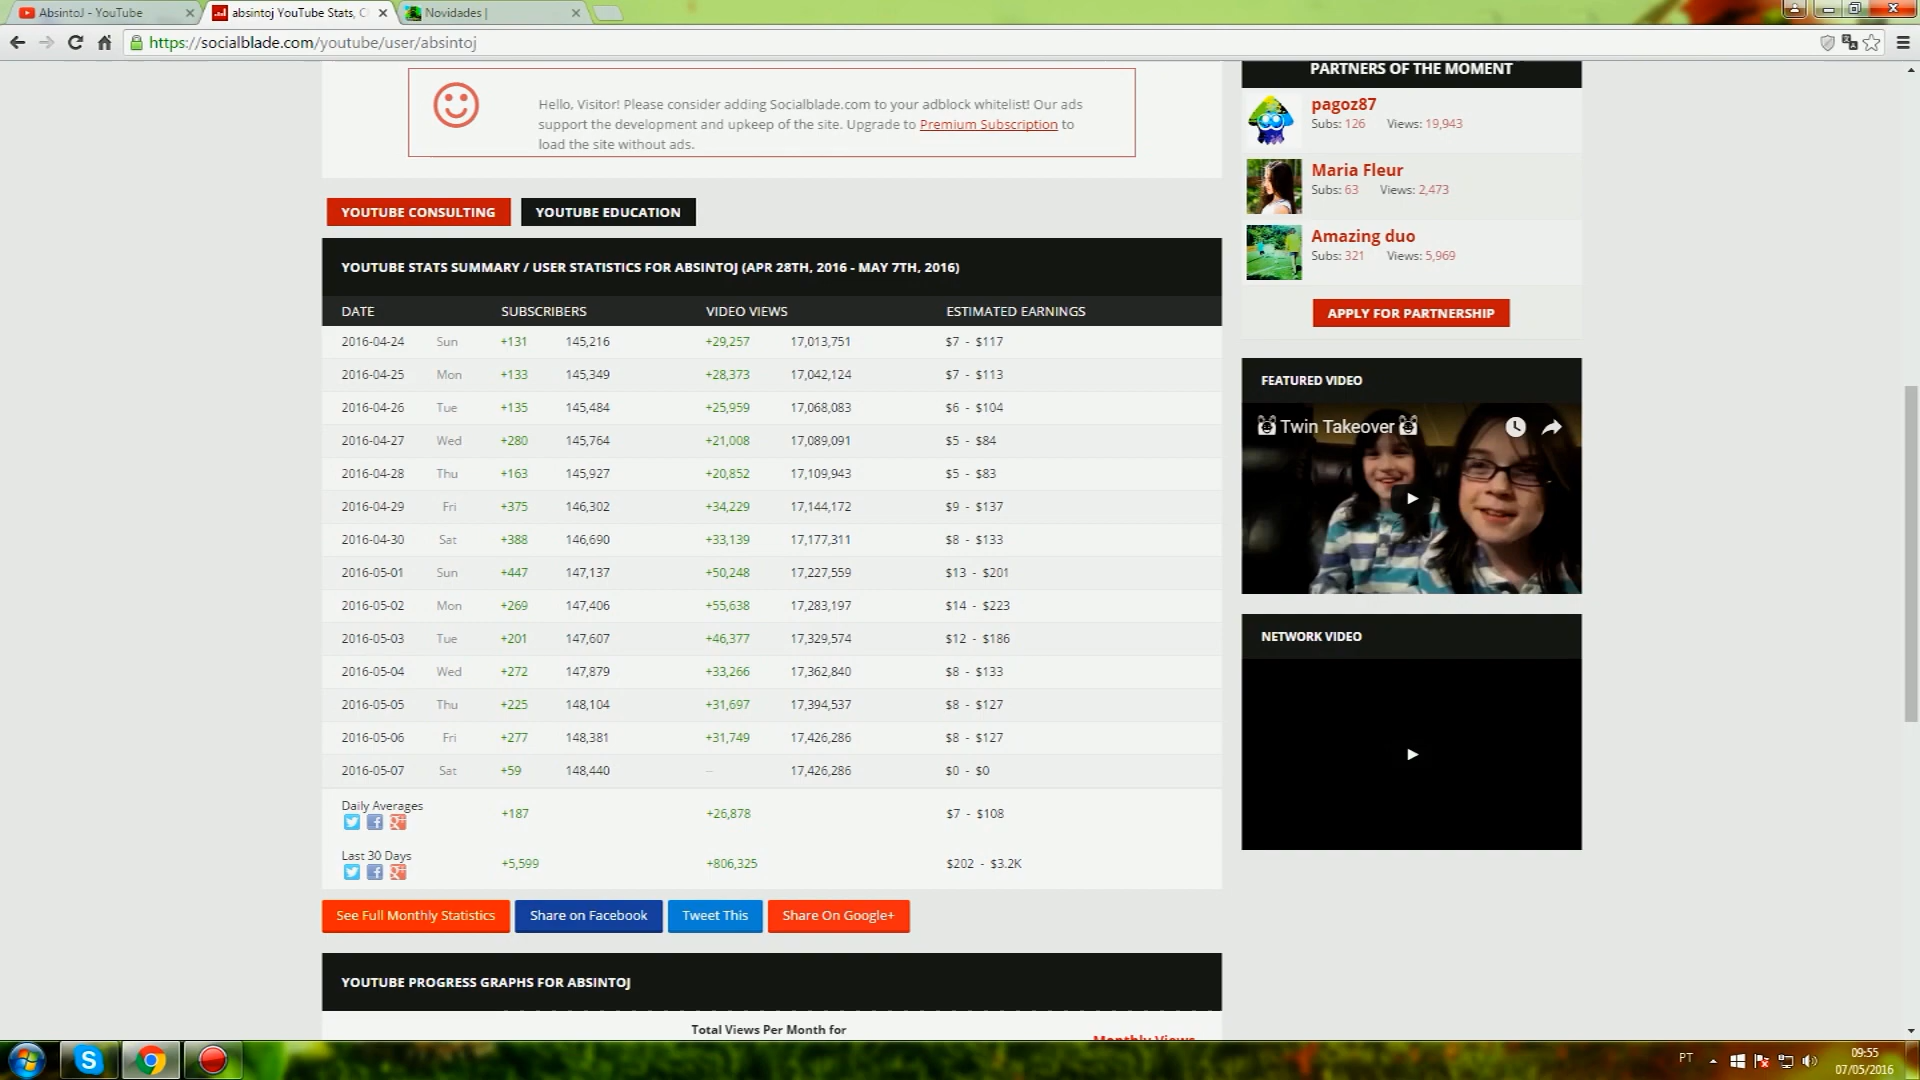 AbsintoJ - YouTube
absintoj YouTube Stats, C
Novidades |
https://socialblade.com/youtube/user/absintoj
Hello, Visitor! Please consider adding Socialblade.com to your adblock whitelist! Our ads
support the development and upkeep of the site. Upgrade to Premium Subscription to
load the site without ads.
YOUTUBE CONSULTING
YOUTUBE EDUCATION
YOUTUBE STATS SUMMARY / USER STATISTICS FOR ABSINTOJ (APR 28TH, 2016 - MAY 7TH, 2016)
DATE SUBSCRIBERS VIDEO VIEWS ESTIMATED EARNINGS
2016-04-24 Sun +131 145,216 +29,257 17,013,751 $7 - $117
2016-04-25 Mon +133 145,349 +28,373 17,042,124 $7 - $113
2016-04-26 Tue +135 145,484 +25,959 17,068,083 $6 - $104
2016-04-27 Wed +280 145,764 +21,008 17,089,091 $5 - $84
2016-04-28 Thu +163 145,927 +20,852 17,109,943 $5 - $83
2016-04-29 Fri +375 146,302 +34,229 17,144,172 $9 - $137
2016-04-30 Sat +388 146,690 +33,139 17,177,311 $8 - $133
2016-05-01 Sun +447 147,137 +50,248 17,227,559 $13 - $201
2016-05-02 Mon +269 147,406 +55,638 17,283,197 $14 - $223
2016-05-03 Tue +201 147,607 +46,377 17,329,574 $12 - $186
2016-05-04 Wed +272 147,879 +33,266 17,362,840 $8 - $133
2016-05-05 Thu +225 148,104 +31,697 17,394,537 $8 - $127
2016-05-06 Fri +277 148,381 +31,749 17,426,286 $8 - $127
2016-05-07 Sat +59 148,440 -- 17,426,286 $0 - $0
Daily Averages +187 +26,878 $7 - $108
Last 30 Days +5,599 +806,325 $202 - $3.2K
See Full Monthly Statistics
Share on Facebook
Tweet This
Share On Google+
YOUTUBE PROGRESS GRAPHS FOR ABSINTOJ
Total Views Per Month for
Monthly Views
PARTNERS OF THE MOMENT
pagoz87
Subs: 126 Views: 19,943
Maria Fleur
Subs: 63 Views: 2,473
Amazing duo
Subs: 321 Views: 5,969
APPLY FOR PARTNERSHIP
FEATURED VIDEO
Twin Takeover
NETWORK VIDEO
PT
09:55
07/05/2016